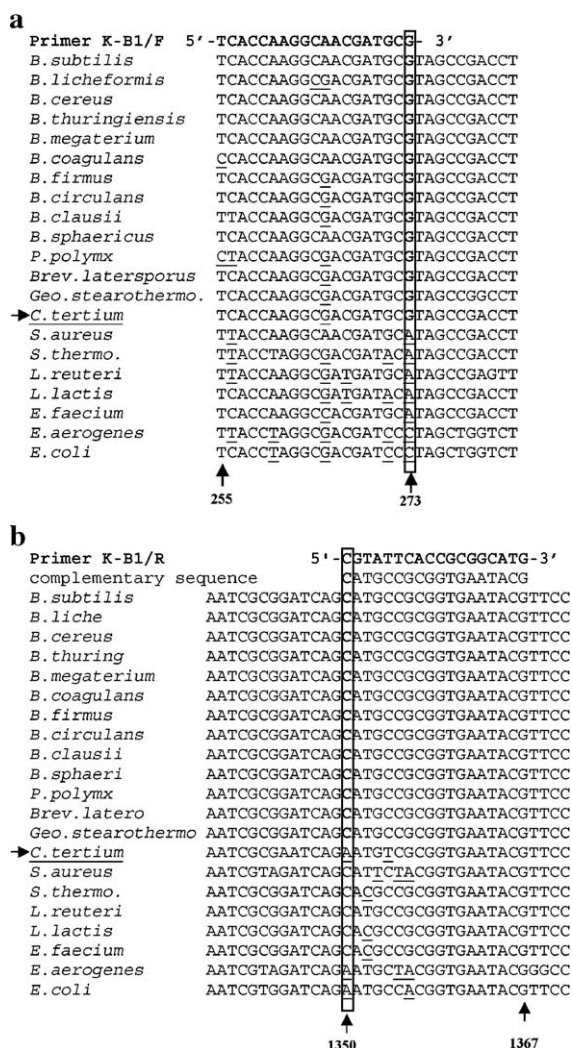 a
Primer K-B1/F 5’-TCACCAAGGCAACGATGCG- 3’
B.subtilis TCACCAAGGCAACGATGCGTAGCCGACCT
B.licheformis TCACCAAGGCGACGATGCGTAGCCGACCT
B.cereus TCACCAAGGCAACGATGCGTAGCCGACCT
B.thuringiensis TCACCAAGGCAACGATGCGTAGCCGACCT
B.megaterium TCACCAAGGCAACGATGCGTAGCCGACCT
B.coagulans CCACCAAGGCAACGATGCGTAGCCGACCT
B.firmus TCACCAAGGCGACGATGCGTAGCCGACCT
B.circulans TCACCAAGGCGACGATGCGTAGCCGACCT
B.clausii TTACCAAGGCGACGATGCGTAGCCGACCT
B.sphaericus TCACCAAGGCAACGATGCGTAGCCGACCT
P.polymx CTACCAAGGCGACGATGCGTAGCCGACCT
Brev.latersporus TCACCAAGGCGACGATGCGTAGCCGACCT
Geo.stearothermo. TCACCAAGGCGACGATGCGTAGCCGGCCT
C.tertium TCACCAAGGCGACGATGCGTAGCCGACCT
S.aureus TTACCAAGGCAACGATGCATAGCCGACCT
S.thermo. TTACCTAGGCGACGATACATAGCCGACCT
L.reuteri TTACCAAGGCGATGATGCATAGCCGAGTT
L.lactis TCACCAAGGCGATGATACATAGCCGACCT
E.faecium TCACCAAGGCCACGATGCATAGCCGACCT
E.aerogenes TTACCTAGGCGACGATCCCTAGCTGGTCT
E.coli TCACCTAGGCGACGATCCCTAGCTGGTCT
255 273
b
Primer K-B1/R 5'-CGTATTCACCGCGGCATG-3’
complementary sequence CATGCCGCGGTGAATACG
B.subtilis AATCGCGGATCAGCATGCCGCGGTGAATACGTTCC
B.liche AATCGCGGATCAGCATGCCGCGGTGAATACGTTCC
B.cereus AATCGCGGATCAGCATGCCGCGGTGAATACGTTCC
B.thuring AATCGCGGATCAGCATGCCGCGGTGAATACGTTCC
B.megaterium AATCGCGGATCAGCATGCCGCGGTGAATACGTTCC
B.coagulans AATCGCGGATCAGCATGCCGCGGTGAATACGTTCC
B.firmus AATCGCGGATCAGCATGCCGCGGTGAATACGTTCC
B.circulans AATCGCGGATCAGCATGCCGCGGTGAATACGTTCC
B.clausii AATCGCGGATCAGCATGCCGCGGTGAATACGTTCC
B.sphaeri AATCGCGGATCAGCATGCCGCGGTGAATACGTTCC
P.polymx AATCGCGGATCAGCATGCCGCGGTGAATACGTTCC
Brev.latero AATCGCGGATCAGCATGCCGCGGTGAATACGTTCC
Geo.stearothermo AATCGCGGATCAGCATGCCGCGGTGAATACGTTCC
C.tertium AATCGCGAATCAGAATGTCGCGGTGAATACGTTCC
S.aureus AATCGTAGATCAGCATTCTACGGTGAATACGTTCC
S.thermo. AATCGCGGATCAGCACGCCGCGGTGAATACGTTCC
L.reuteri AATCGCGGATCAGCATGCCGCGGTGAATACGTTCC
L.lactis AATCGCGGATCAGCACGCCGCGGTGAATACGTTCC
E.faecium AATCGCGGATCAGCACGCCGCGGTGAATACGTTCC
E.aerogenes AATCGTAGATCAGAATGCTACGGTGAATACGGGCC
E.coli AATCGTGGATCAGAATGCCACGGTGAATACGTTCC
1350 1367